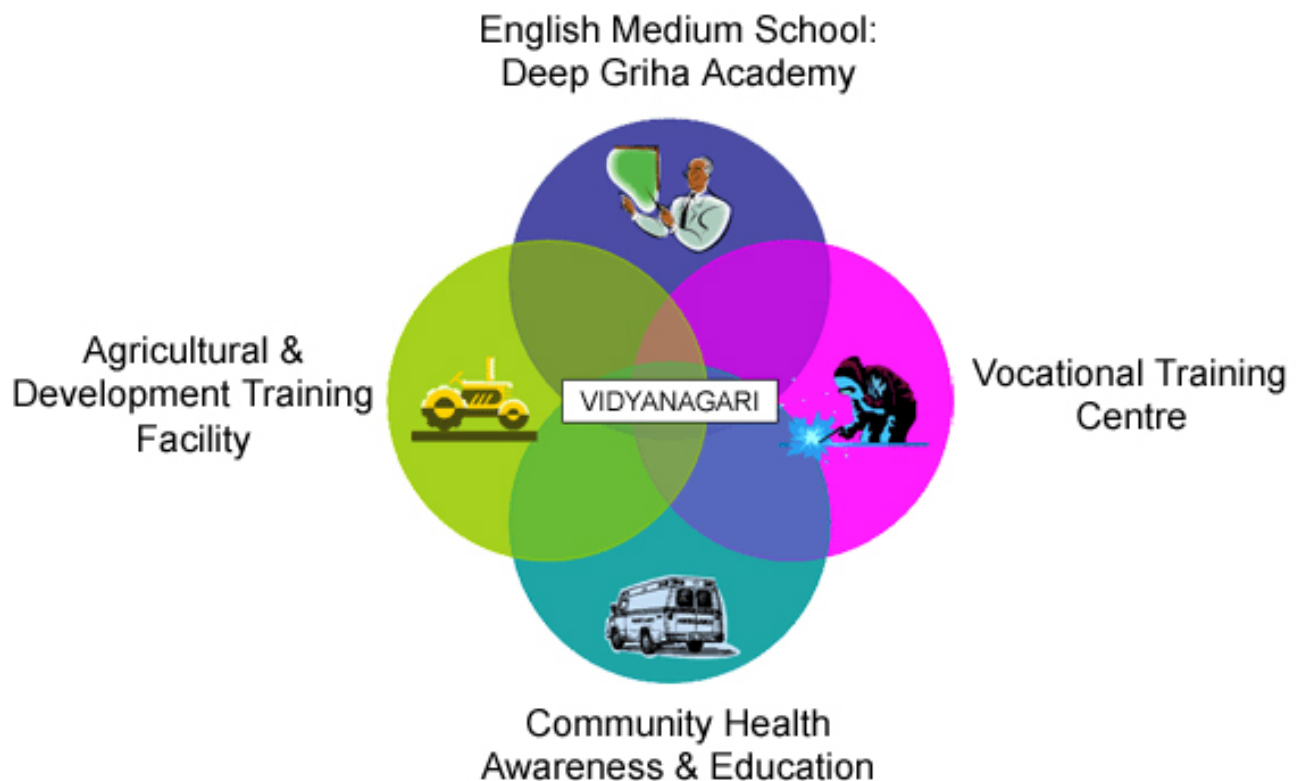 English Medium School:
Deep Griha Academy
Agricultural &
Development Training
Facility
VIDYANAGARI
Vocational Training
Centre
Community Health
Awareness & Education